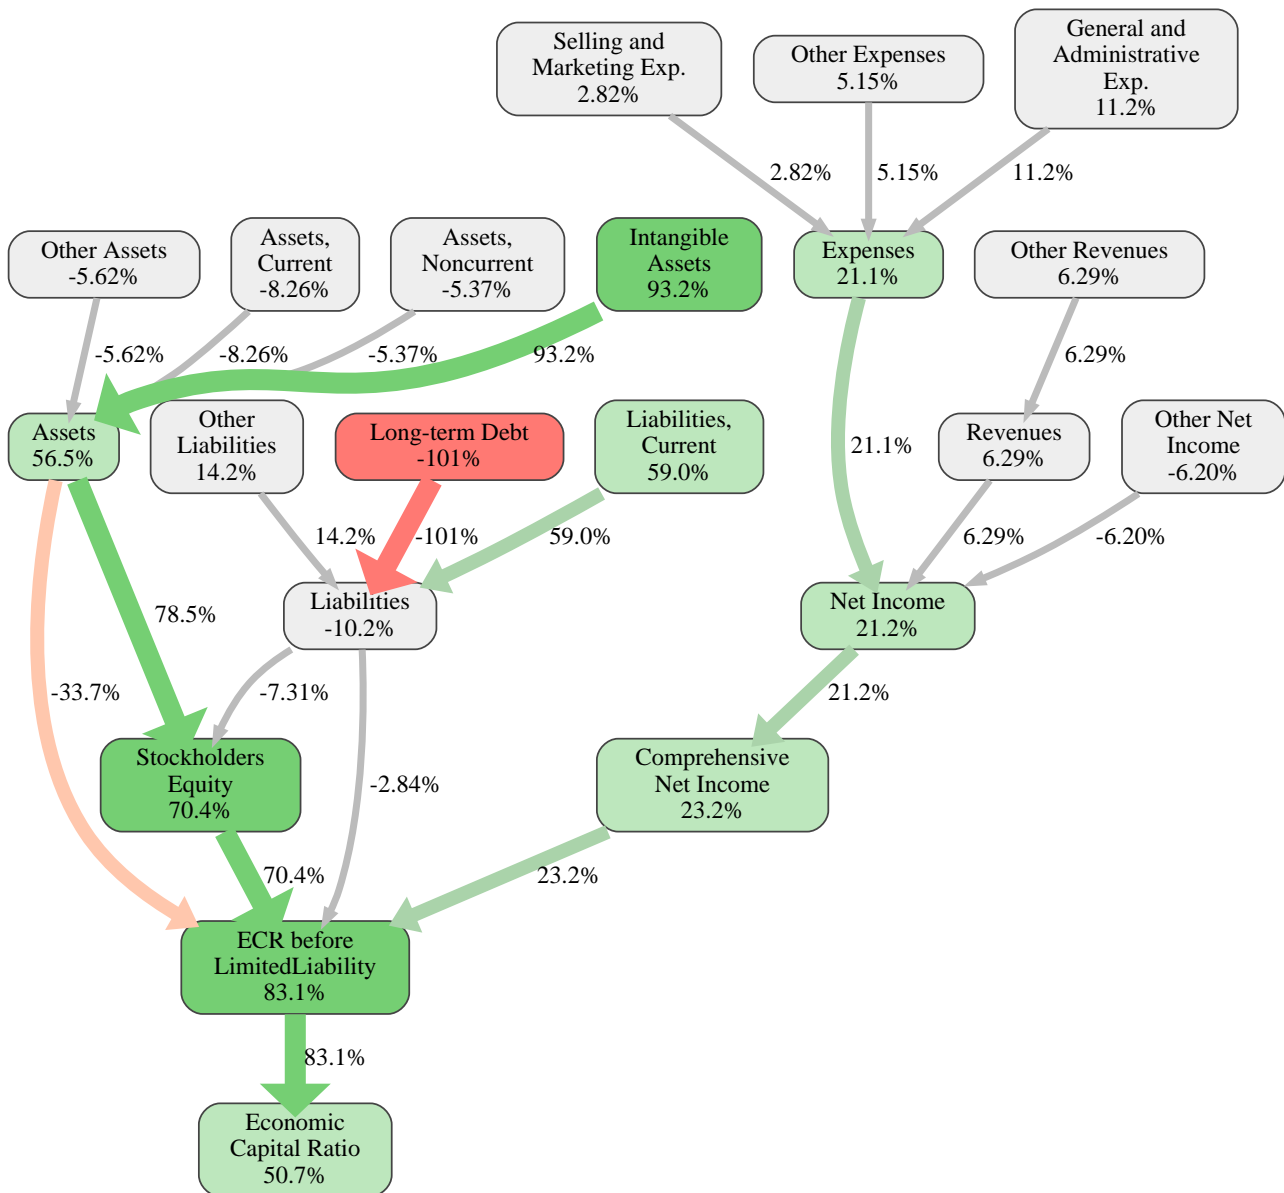 Selling and
Marketing Exp.
2.82%
Other Expenses
5.15%
General and
Administrative
Exp.
11.2%
2.82%
5.15%
11.2%
Other Assets
-5.62%
Assets,
Current
-8.26%
Assets,
Noncurrent
-5.37%
Intangible
Assets
93.2%
Expenses
21.1%
Other Revenues
6.29%
-5.62%
-8.26%
-5.37%
93.2%
6.29%
Assets
56.5%
Other
Liabilities
14.2%
Long-term Debt
-101%
Liabilities,
Current
59.0%
21.1%
Revenues
6.29%
Other Net
Income
-6.20%
14.2%
-101%
59.0%
6.29%
-6.20%
Liabilities
-10.2%
Net Income
21.2%
78.5%
-33.7%
-7.31%
21.2%
Stockholders
Equity
70.4%
-2.84%
Comprehensive
Net Income
23.2%
70.4%
23.2%
ECR before
LimitedLiability
83.1%
83.1%
Economic
Capital Ratio
50.7%